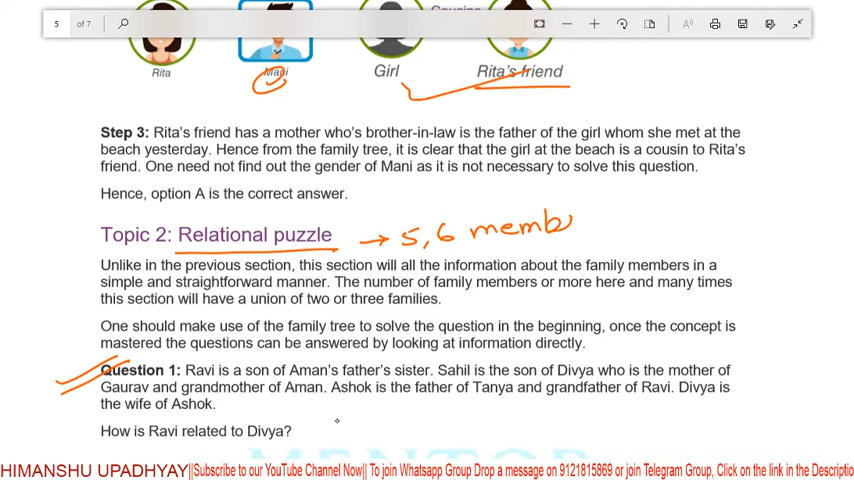 5 of 7
Cousins
Rita
Mani
Girl
Rita's friend
Step 3: Rita's friend has a mother who's brother-in-law is the father of the girl whom she met at the
beach yesterday. Hence from the family tree, it is clear that the girl at the beach is a cousin to Rita's
friend. One need not find out the gender of Mani as it is not necessary to solve this question.
Hence, option A is the correct answer.
Topic 2: Relational puzzle → 5, 6 memb
Unlike in the previous section, this section will all the information about the family members in a
simple and straightforward manner. The number of family members or more here and many times
this section will have a union of two or three families.
One should make use of the family tree to solve the question in the beginning, once the concept is
mastered the questions can be answered by looking at information directly.
Question 1: Ravi is a son of Aman's father's sister. Sahil is the son of Divya who is the mother of
Gaurav and grandmother of Aman. Ashok is the father of Tanya and grandfather of Ravi. Divya is
the wife of Ashok.
How is Ravi related to Divya?
MENTOR
HIMANSHU UPADHYAY||Subscribe to our YouTube Channel Now|| To join Whatsapp Group Drop a message on 9121815869 or join Telegram Group, Click on the link in the Descriptio